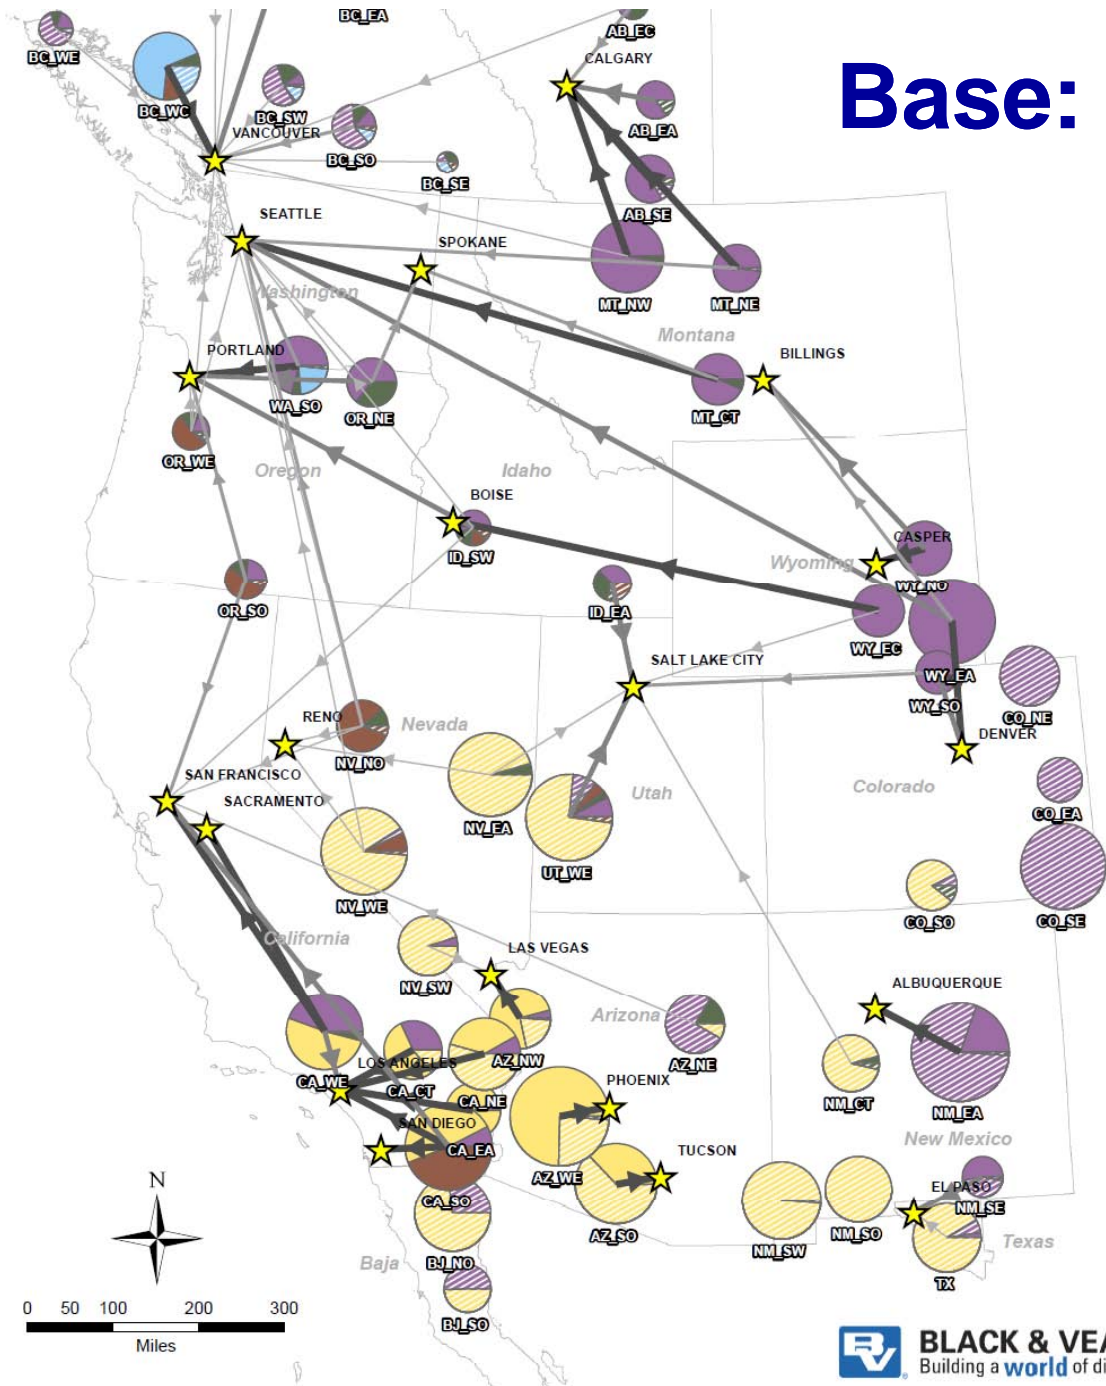 BC_EA
AB_EC
BC_WE
CALGARY
Base:
BC_WC
BC_SW
VANCOUVER
BC_SO
AB_EA
BC_SE
AB_SE
SEATTLE
SPOKANE
Washington
MT_NW
MT_NE
Montana
PORTLAND
BILLINGS
WA_SO
OR_NE
MT_CT
OR_WE
Oregon
Idaho
BOISE
ID_SW
CASPER
Wyoming
WY_NO
ID_EA
OR_SO
WY_EC
SALT LAKE CITY
WY_EA
WY_SO
CO_NE
RENO
Nevada
DENVER
NV_NO
SAN FRANCISCO
SACRAMENTO
Utah
Colorado
CO_EA
NV_EA
UT_WE
NV_WE
CO_SO
CO_SE
California
LAS VEGAS
NV_SW
ALBUQUERQUE
Arizona
AZ_NW
AZ_NE
LOS ANGELES
CA_WE
CA_CT
PHOENIX
CA_NE
NM_CT
NM_EA
SAN DIEGO
New Mexico
CA_EA
TUCSON
AZ_WE
N
CA_SO
EL PASO
NM_SE
AZ_SO
NM_SW
NM_SO
Texas
Baja
BJ_NO
TX
0 50 100 200 300
BJ_SO
Miles
BV
BLACK & VEA
Building a world of di